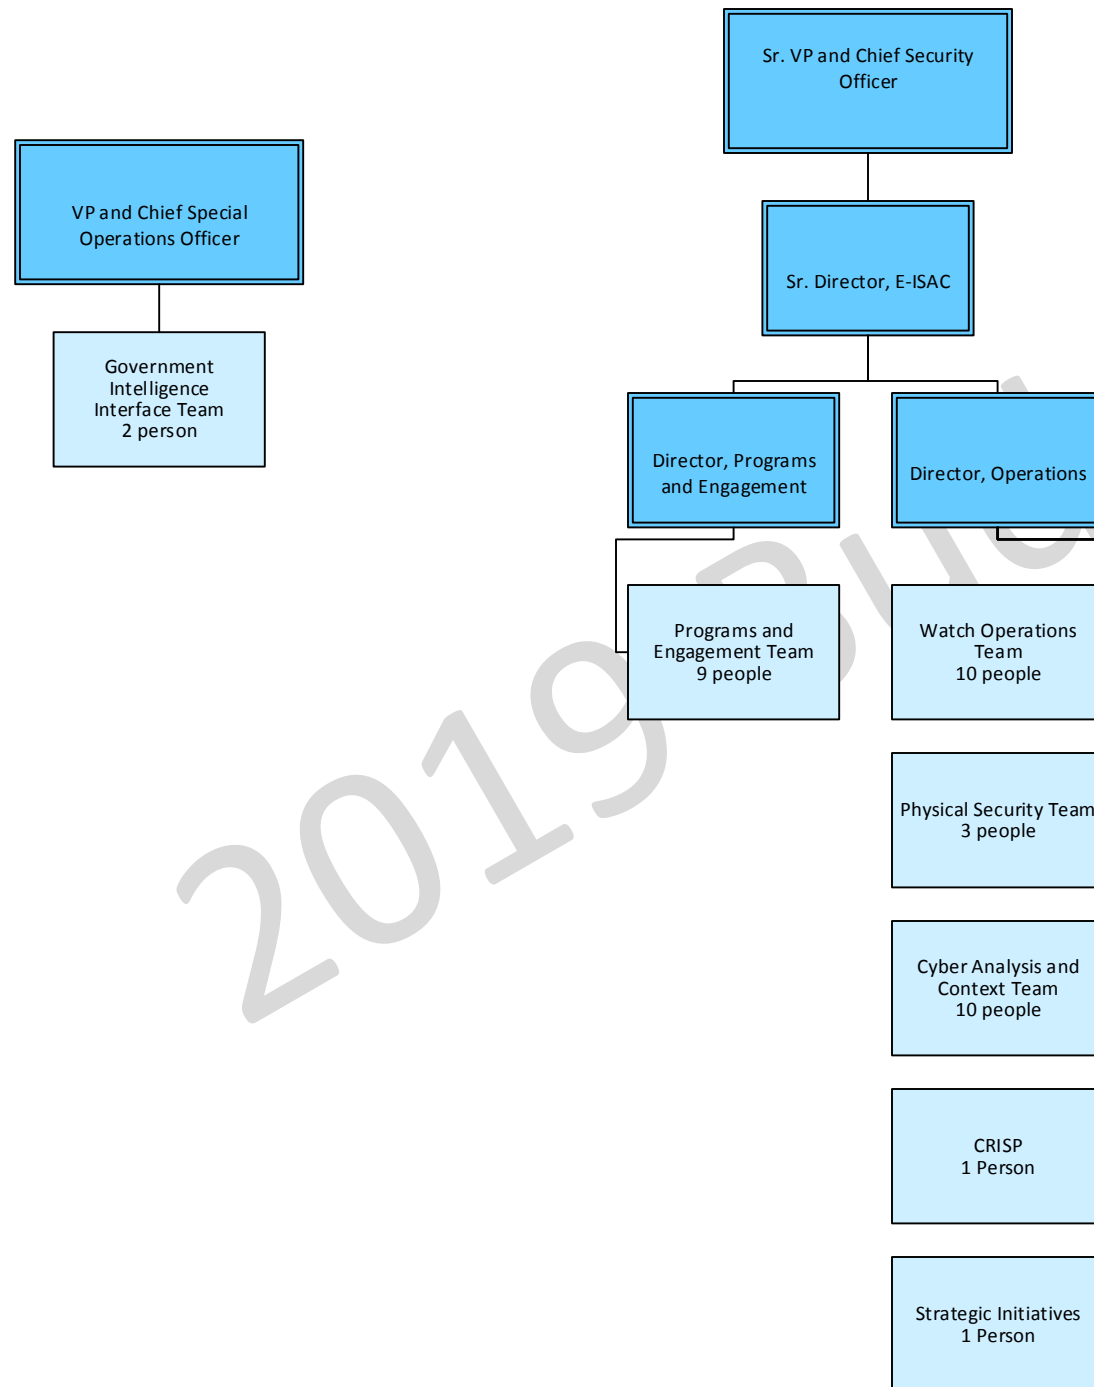 Sr. VP and Chief Security
Officer
VP and Chief Special
Operations Officer
Sr. Director, E-ISAC
Government
Intelligence
Interface Team
2 person
Director, Programs
and Engagement
Director, Operations
Programs and
Engagement Team
9 people
Watch Operations
Team
10 people
Physical Security Team
3 people
Cyber Analysis and
Context Team
10 people
CRISP
1 Person
Strategic Initiatives
1 Person
2019